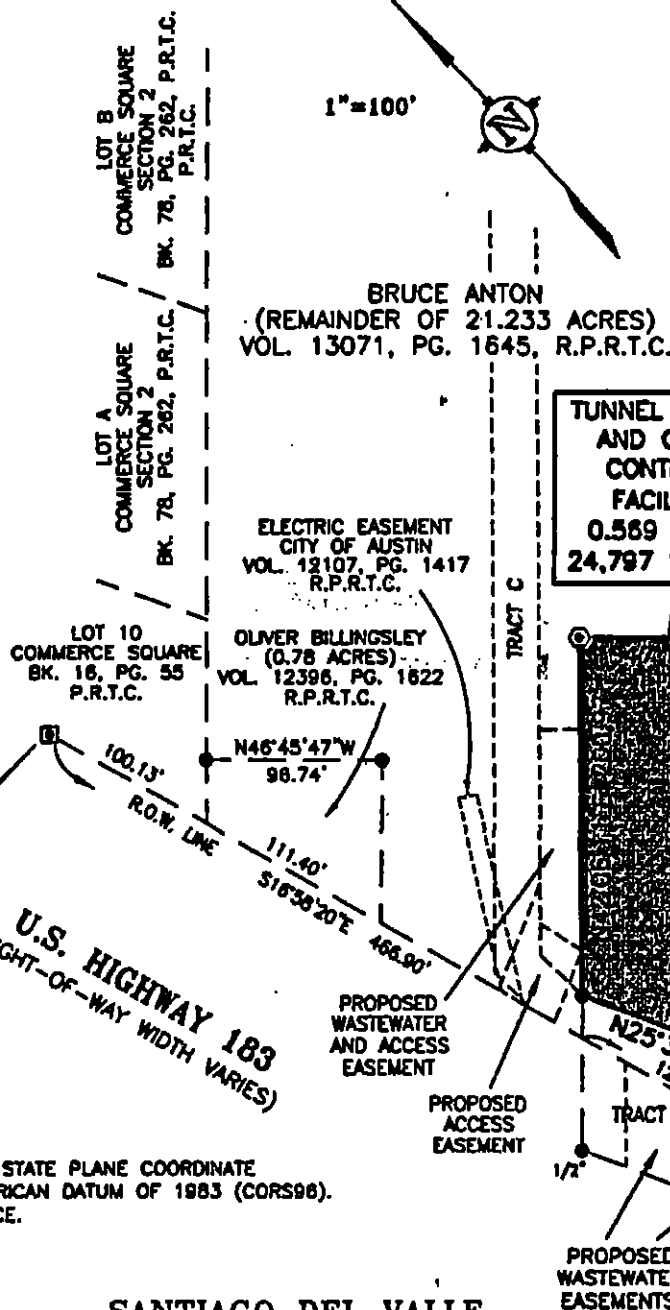 LOT B
COMMERCE SQUARE
SECTION 2
BK. 78, PG. 262, P.R.T.C.
P.R.T.C.
1"=100'
N
BRUCE ANTON
(REMAINDER OF 21.233 ACRES)
VOL. 13071, PG. 1645, R.P.R.T.C.
LOT A
COMMERCE SQUARE
SECTION 2
BK. 78, PG. 262, P.R.T.C.
TUNNEL
AND
CONT
FACIL
0.569
24,797
ELECTRIC EASEMENT
CITY OF AUSTIN
VOL. 12107, PG. 1417
R.P.R.T.C.
TRACT C
LOT 10
COMMERCE SQUARE
BK. 16, PG. 55
P.R.T.C.
OLIVER BILLINGSLEY
(0.78 ACRES)
VOL. 12396, PG. 1622
R.P.R.T.C.
N46°45'47"W
96.74'
100.13'
R.O.W. LINE
111.40'
S16°58'20"E
466.90'
U.S. HIGHWAY 183
GHT-OF-WAY WIDTH VARIES)
PROPOSED
WASTEWATER
AND ACCESS
EASEMENT
PROPOSED
ACCESS
EASEMENT
N25°
12
TRACT
1/2"
STATE PLANE COORDINATE
RICAN DATUM OF 1983 (CORS96).
CE.
PROPOSED
WASTEWATE
EASEMENTS
SANTIAGO DEL VALLE